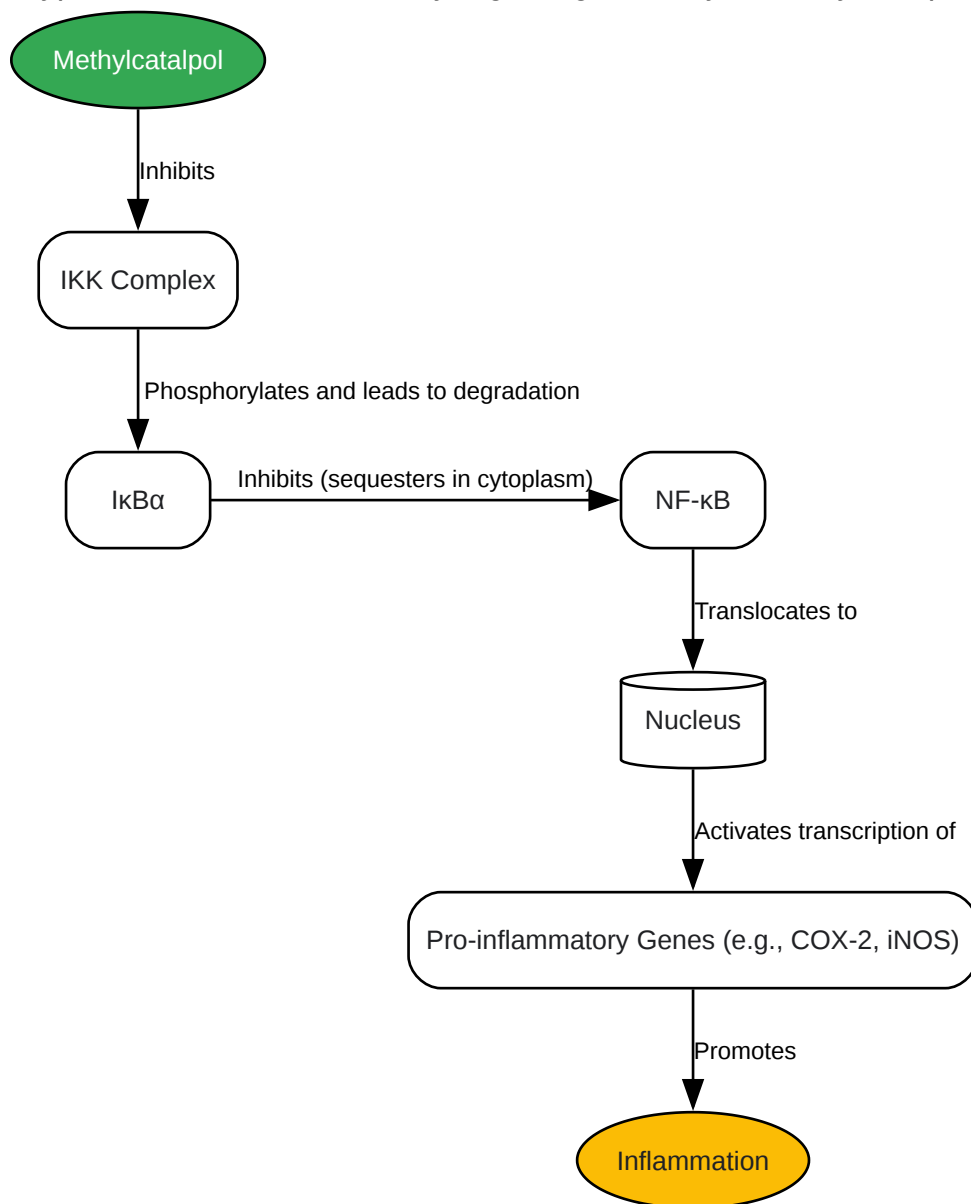 Methylcatalpol
Inhibits
IKK Complex
Phosphorylates and leads to degradation
IκBα
Inhibits (sequesters in cytoplasm)
NF-κB
Translocates to
Nucleus
Activates transcription of
Pro-inflammatory Genes (e.g., COX-2, iNOS)
Promotes
Inflammation